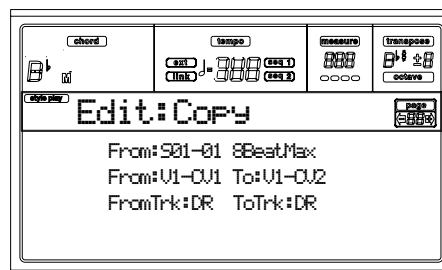 chord tempo measure transpose
ext seq 1
link seq 2
octave
style play
Edit:Copy
page
From:S01-01 8BeatMax
From:V1-CV1 To:V1-CV2
FromTrk:DR ToTrk:DR